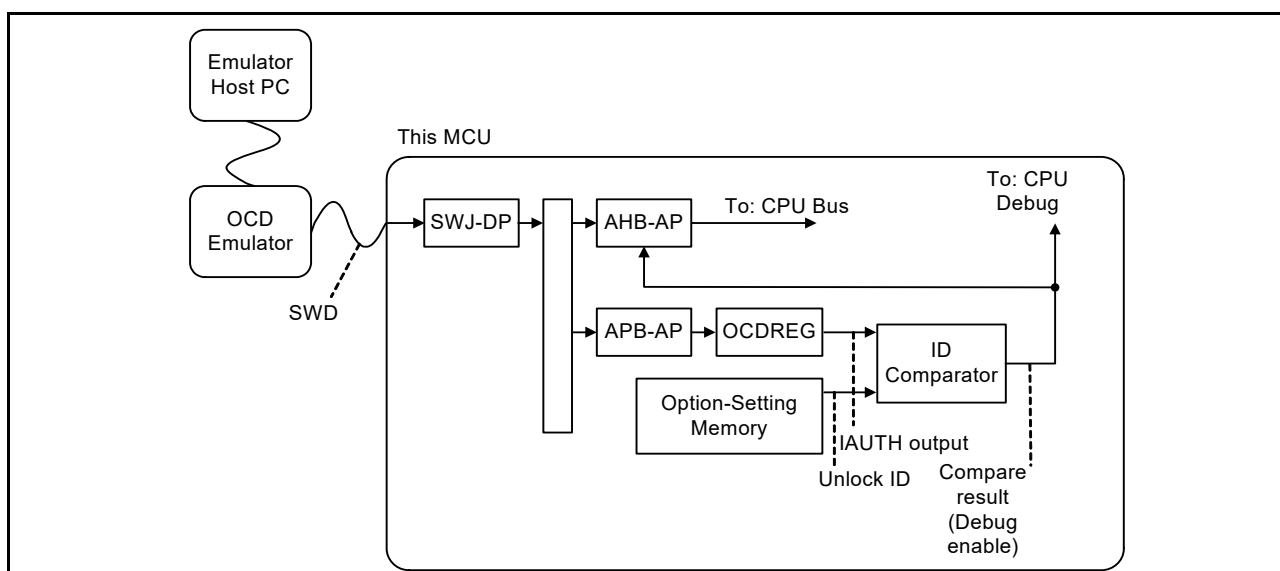 Emulator
Host PC
This MCU
OCD
Emulator
SWD
SWJ-DP
AHB-AP
To: CPU Bus
To: CPU
Debug
APB-AP
OCDREG
ID
Comparator
Option-Setting
Memory
IAUTH output
Unlock ID
Compare
result
(Debug
enable)